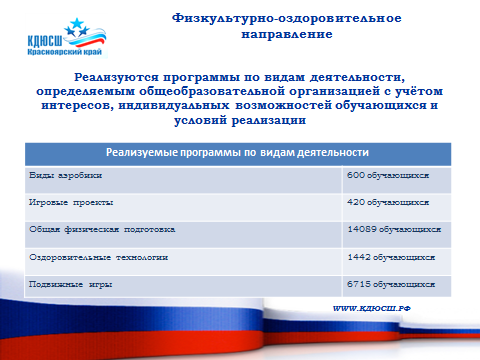 КДЮСШ
Красноярский край
Физкультурно-оздоровительное
направление
Реализуются программы по видам деятельности,
определяемым общеобразовательной организацией с учётом
интересов, индивидуальных возможностей обучающихся и
условий реализации
Реализуемые программы по видам деятельности
Виды аэробики 600 обучающихся
Игровые проекты 420 обучающихся
Общая физическая подготовка 14089 обучающихся
Оздоровительные технологии 1442 обучающихся
Подвижные игры 6715 обучающихся
WWW.КДЮСШ.РФ